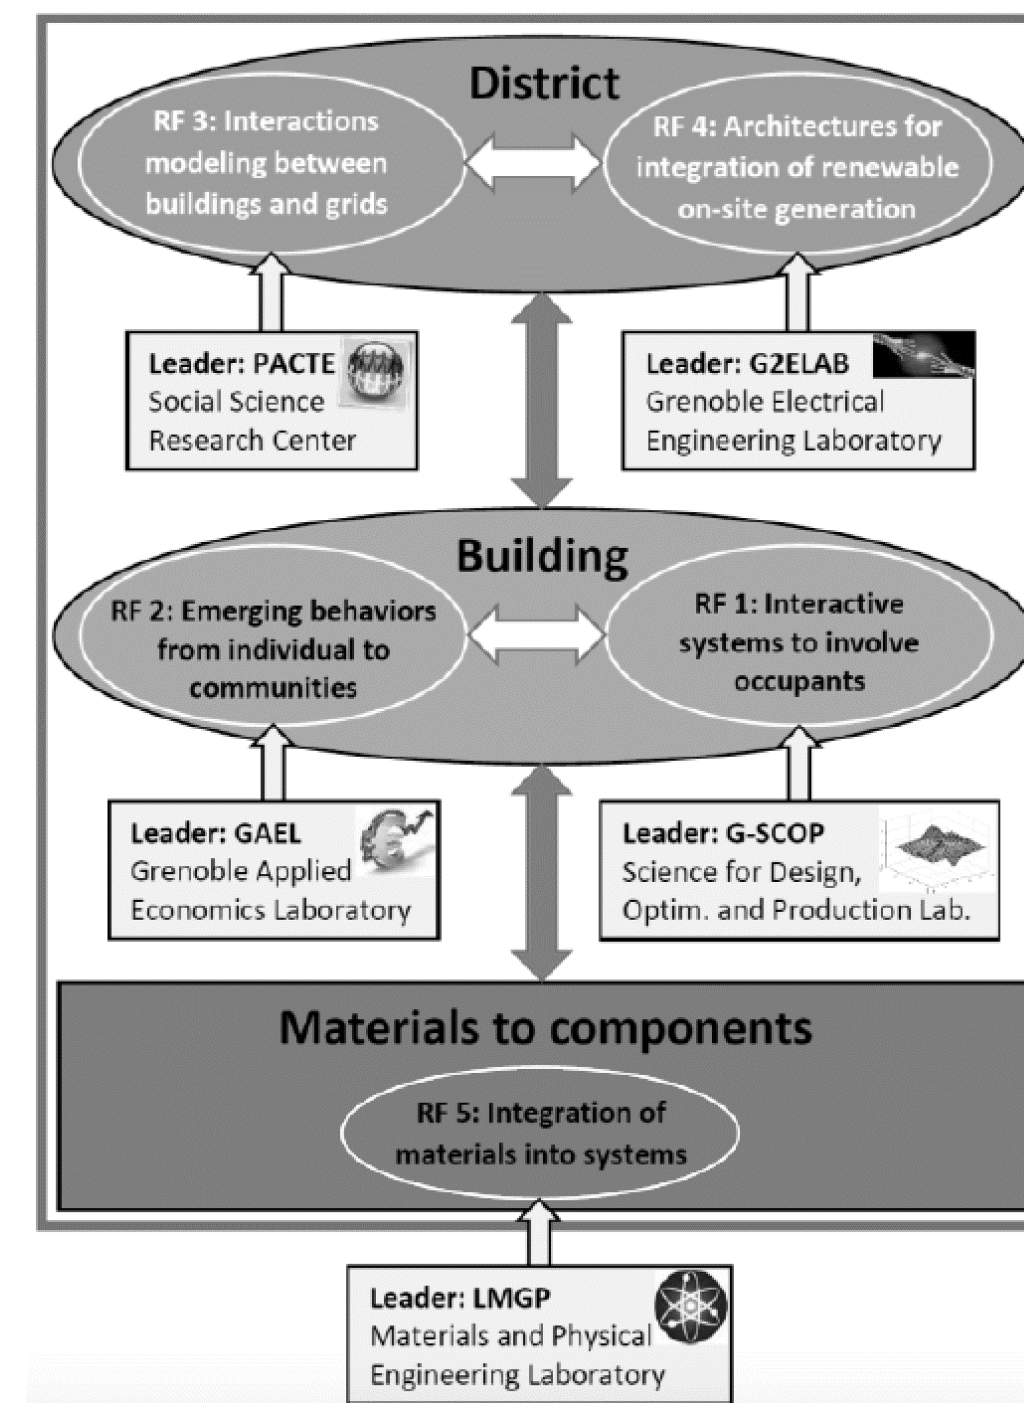 District
RF 3: Interactions
modeling between
buildings and grids
RF 4: Architectures for
integration of renewable
on-site generation
Leader: PACTE
Social Science
Research Center
Leader: G2ELAB
Grenoble Electrical
Engineering Laboratory
Building
RF 2: Emerging behaviors
from individual to
communities
RF 1: Interactive
systems to involve
occupants
Leader: GAEL
Grenoble Applied
Economics Laboratory
Leader: G-SCOP
Science for Design,
Optim. and Production Lab.
Materials to components
RF 5: Integration of
materials into systems
Leader: LMGP
Materials and Physical
Engineering Laboratory